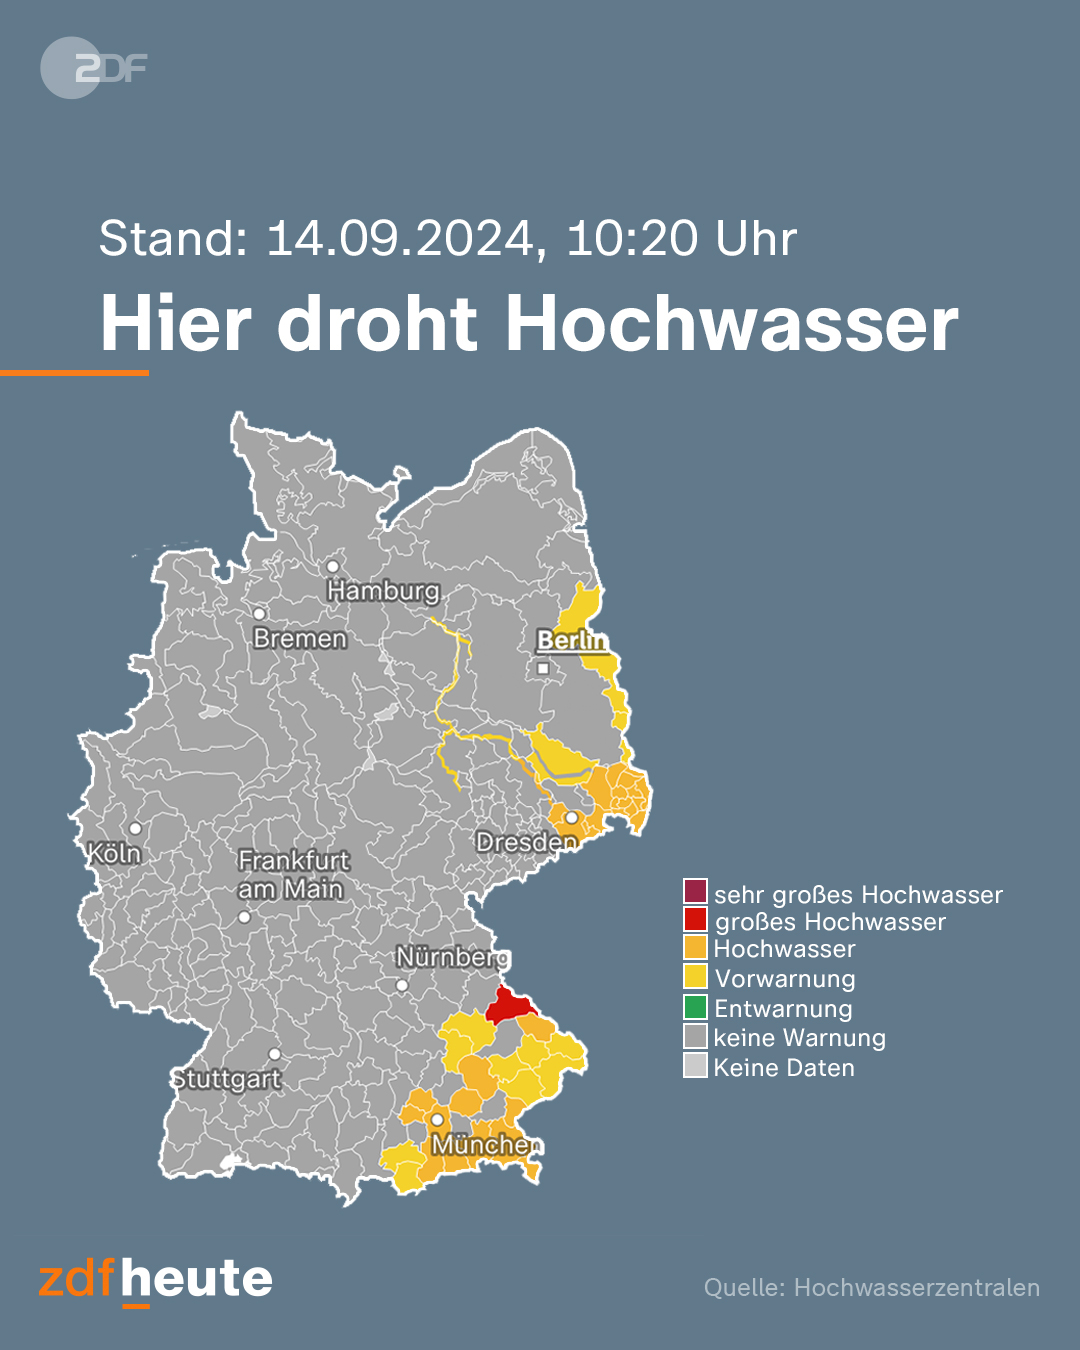 ZDF
Stand: 14.09.2024, 10:20 Uhr
Hier droht Hochwasser
Hamburg
Bremen
Berlin
Dresden
Köln
Frankfurt
am Main
Nürnberg
Stuttgart
München
sehr großes Hochwasser
großes Hochwasser
Hochwasser
Vorwarnung
Entwarnung
keine Warnung
Keine Daten
zdfheute
Quelle: Hochwasserzentralen